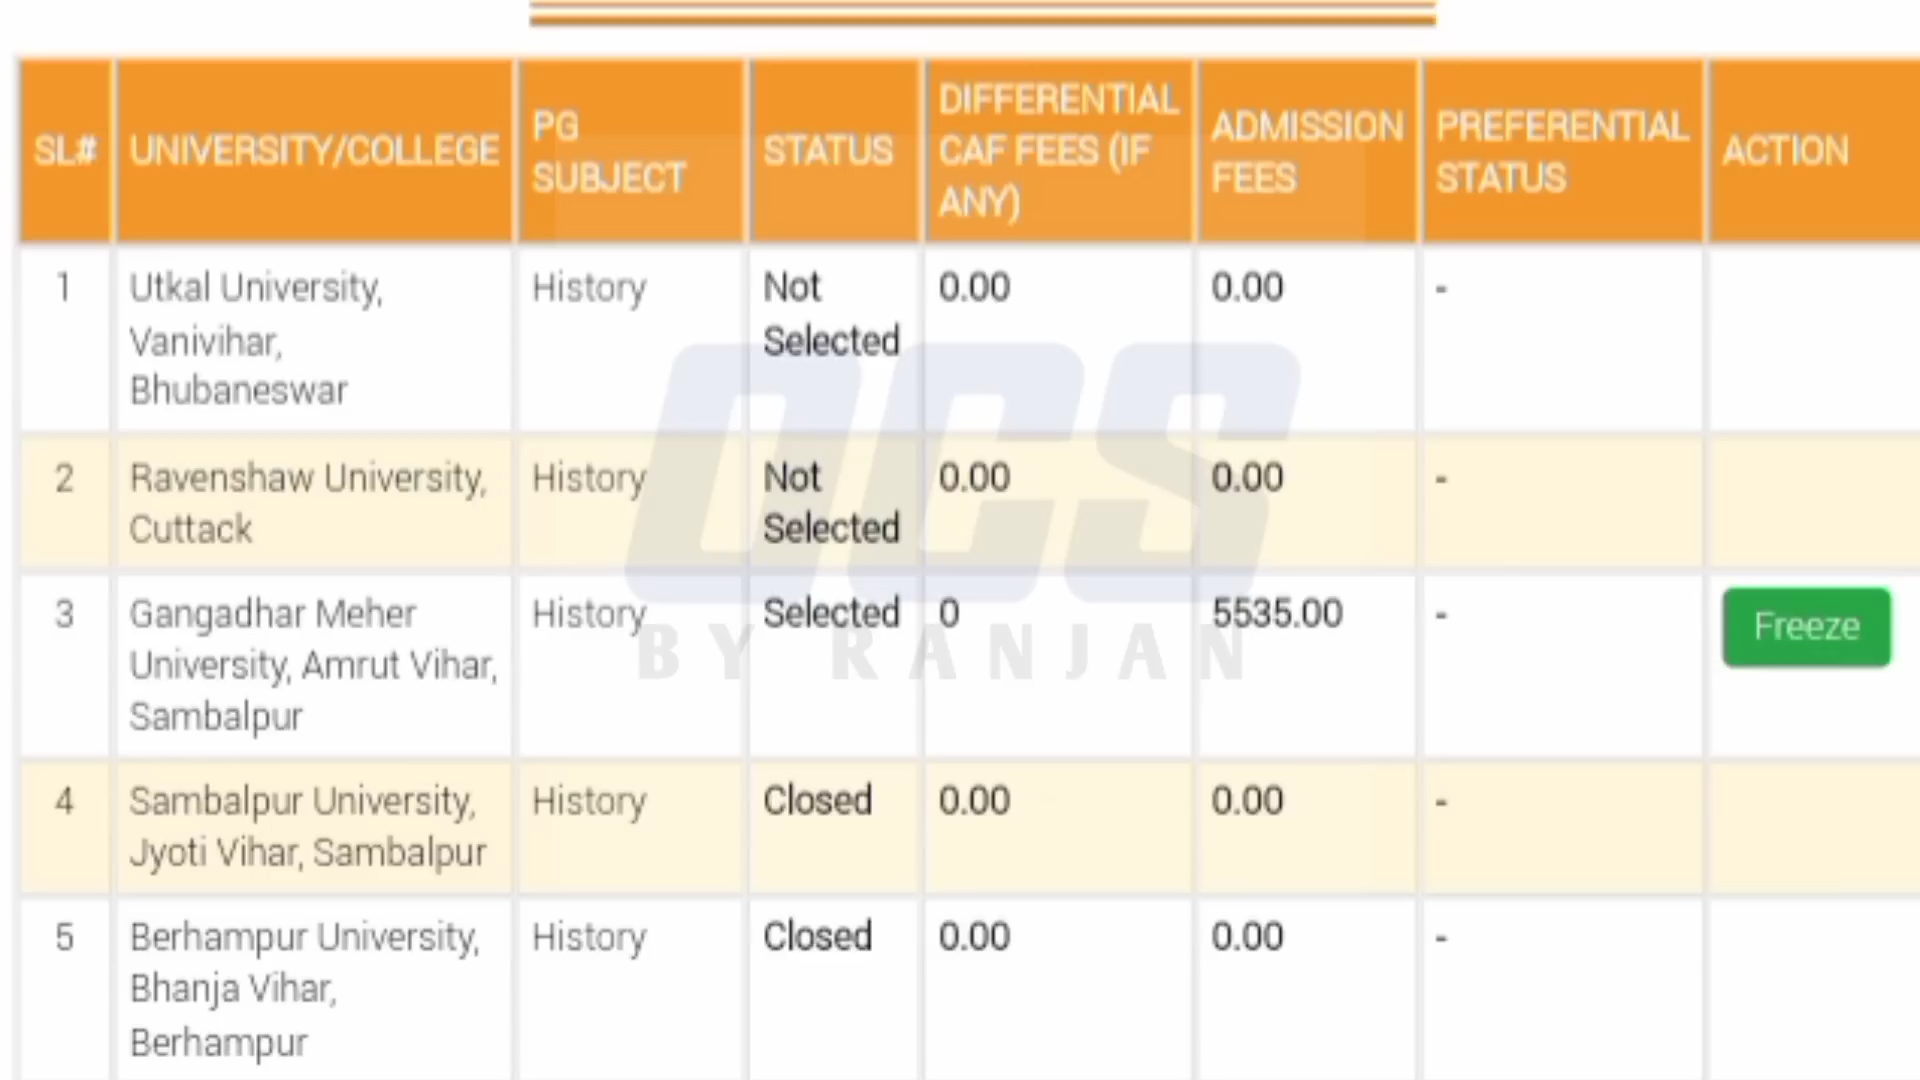 SL# UNIVERSITY/COLLEGE PG SUBJECT STATUS DIFFERENTIAL CAF FEES (IF ANY) ADMISSION FEES PREFERENTIAL STATUS ACTION
1 Utkal University, History Not 0.00 0.00 -
Vanivihar, Selected
Bhubaneswar
2 Ravenshaw University, History Not 0.00 0.00 -
Cuttack Selected
3 Gangadhar Meher History Selected 0 5535.00 - Freeze
University, Amrut Vihar,
Sambalpur
4 Sambalpur University, History Closed 0.00 0.00 -
Jyoti Vihar, Sambalpur
5 Berhampur University, History Closed 0.00 0.00 -
Bhanja Vihar,
Berhampur
OCS
BY RANJAN